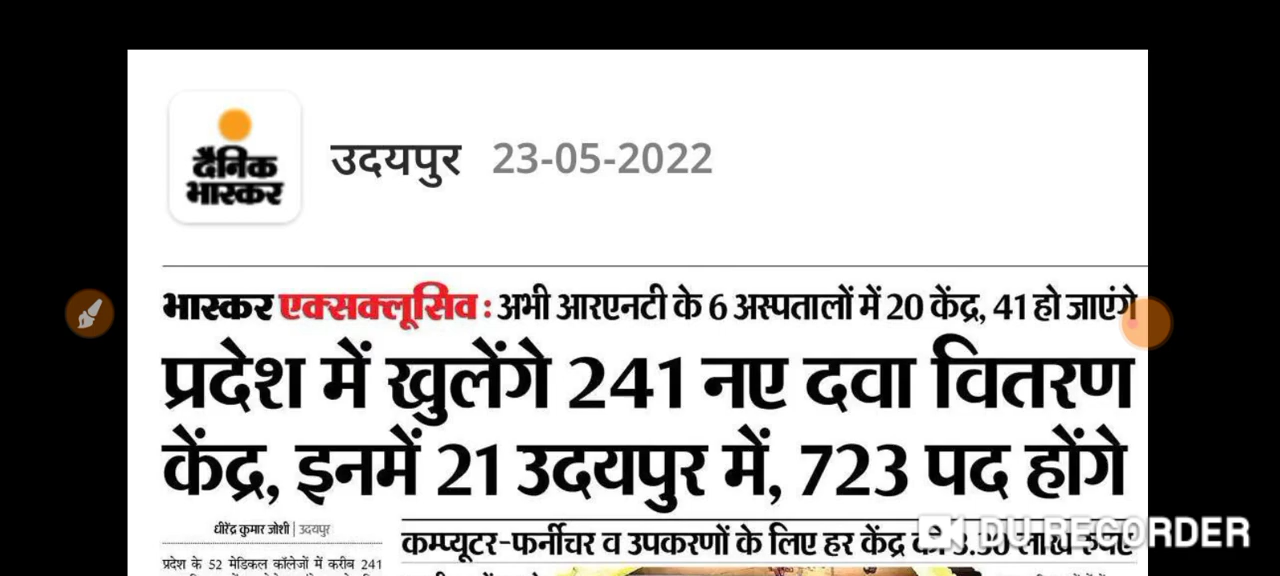 दैनिक
भास्कर
उदयपुर 23-05-2022
भास्कर एक्सक्लूसिव : अभी आरएनटी के 6 अस्पतालों में 20 केंद्र, 41 हो जाएंगे
प्रदेश में खुलेंगे 241 नए दवा वितरण
केंद्र, इनमें 21 उदयपुर में, 723 पद होंगे
धीरेंद्र कुमार जोशी | उदयपुर
कम्प्यूटर-फर्नीचर व उपकरणों के लिए हर केंद्र
प्रदेश के 52 मेडिकल कॉलेजों में करीब 241
DU RECORDER